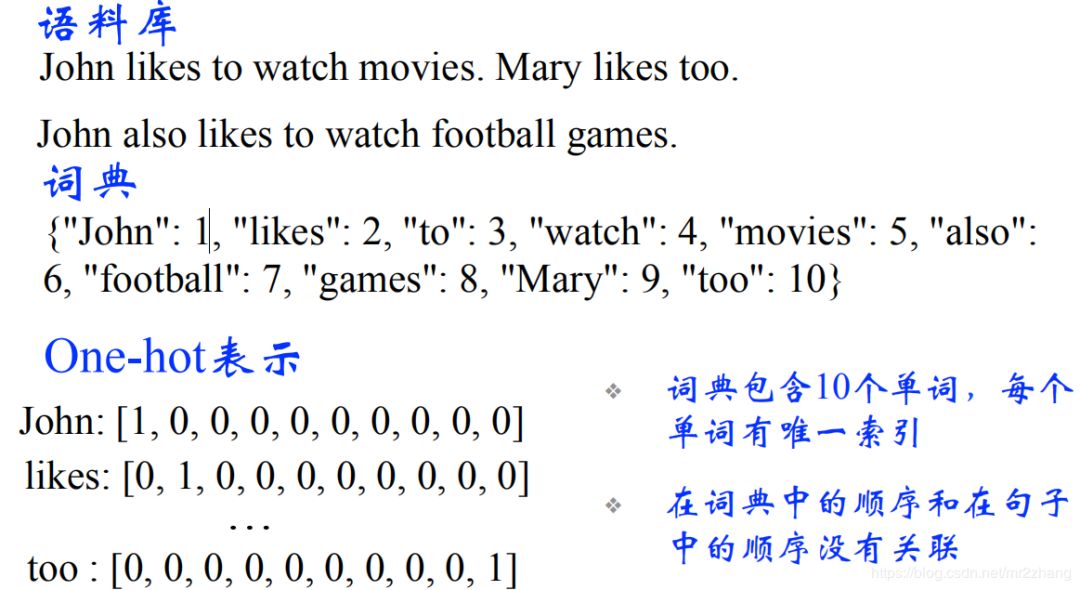 语料库
John likes to watch movies. Mary likes too.
John also likes to watch football games.
词典
{"John": 1, "likes": 2, "to": 3, "watch": 4, "movies": 5, "also":
6, "football": 7, "games": 8, "Mary": 9, "too": 10}
One-hot表示
John: [1, 0, 0, 0, 0, 0, 0, 0, 0, 0]
likes: [0, 1, 0, 0, 0, 0, 0, 0, 0, 0]
...
too : [0, 0, 0, 0, 0, 0, 0, 0, 0, 1]
❖ 词典包含10个单词，每个
单词有唯一索引
❖ 在词典中的顺序和在句子
中的顺序没有关联
https://blog.csdn.net/mr2zhang